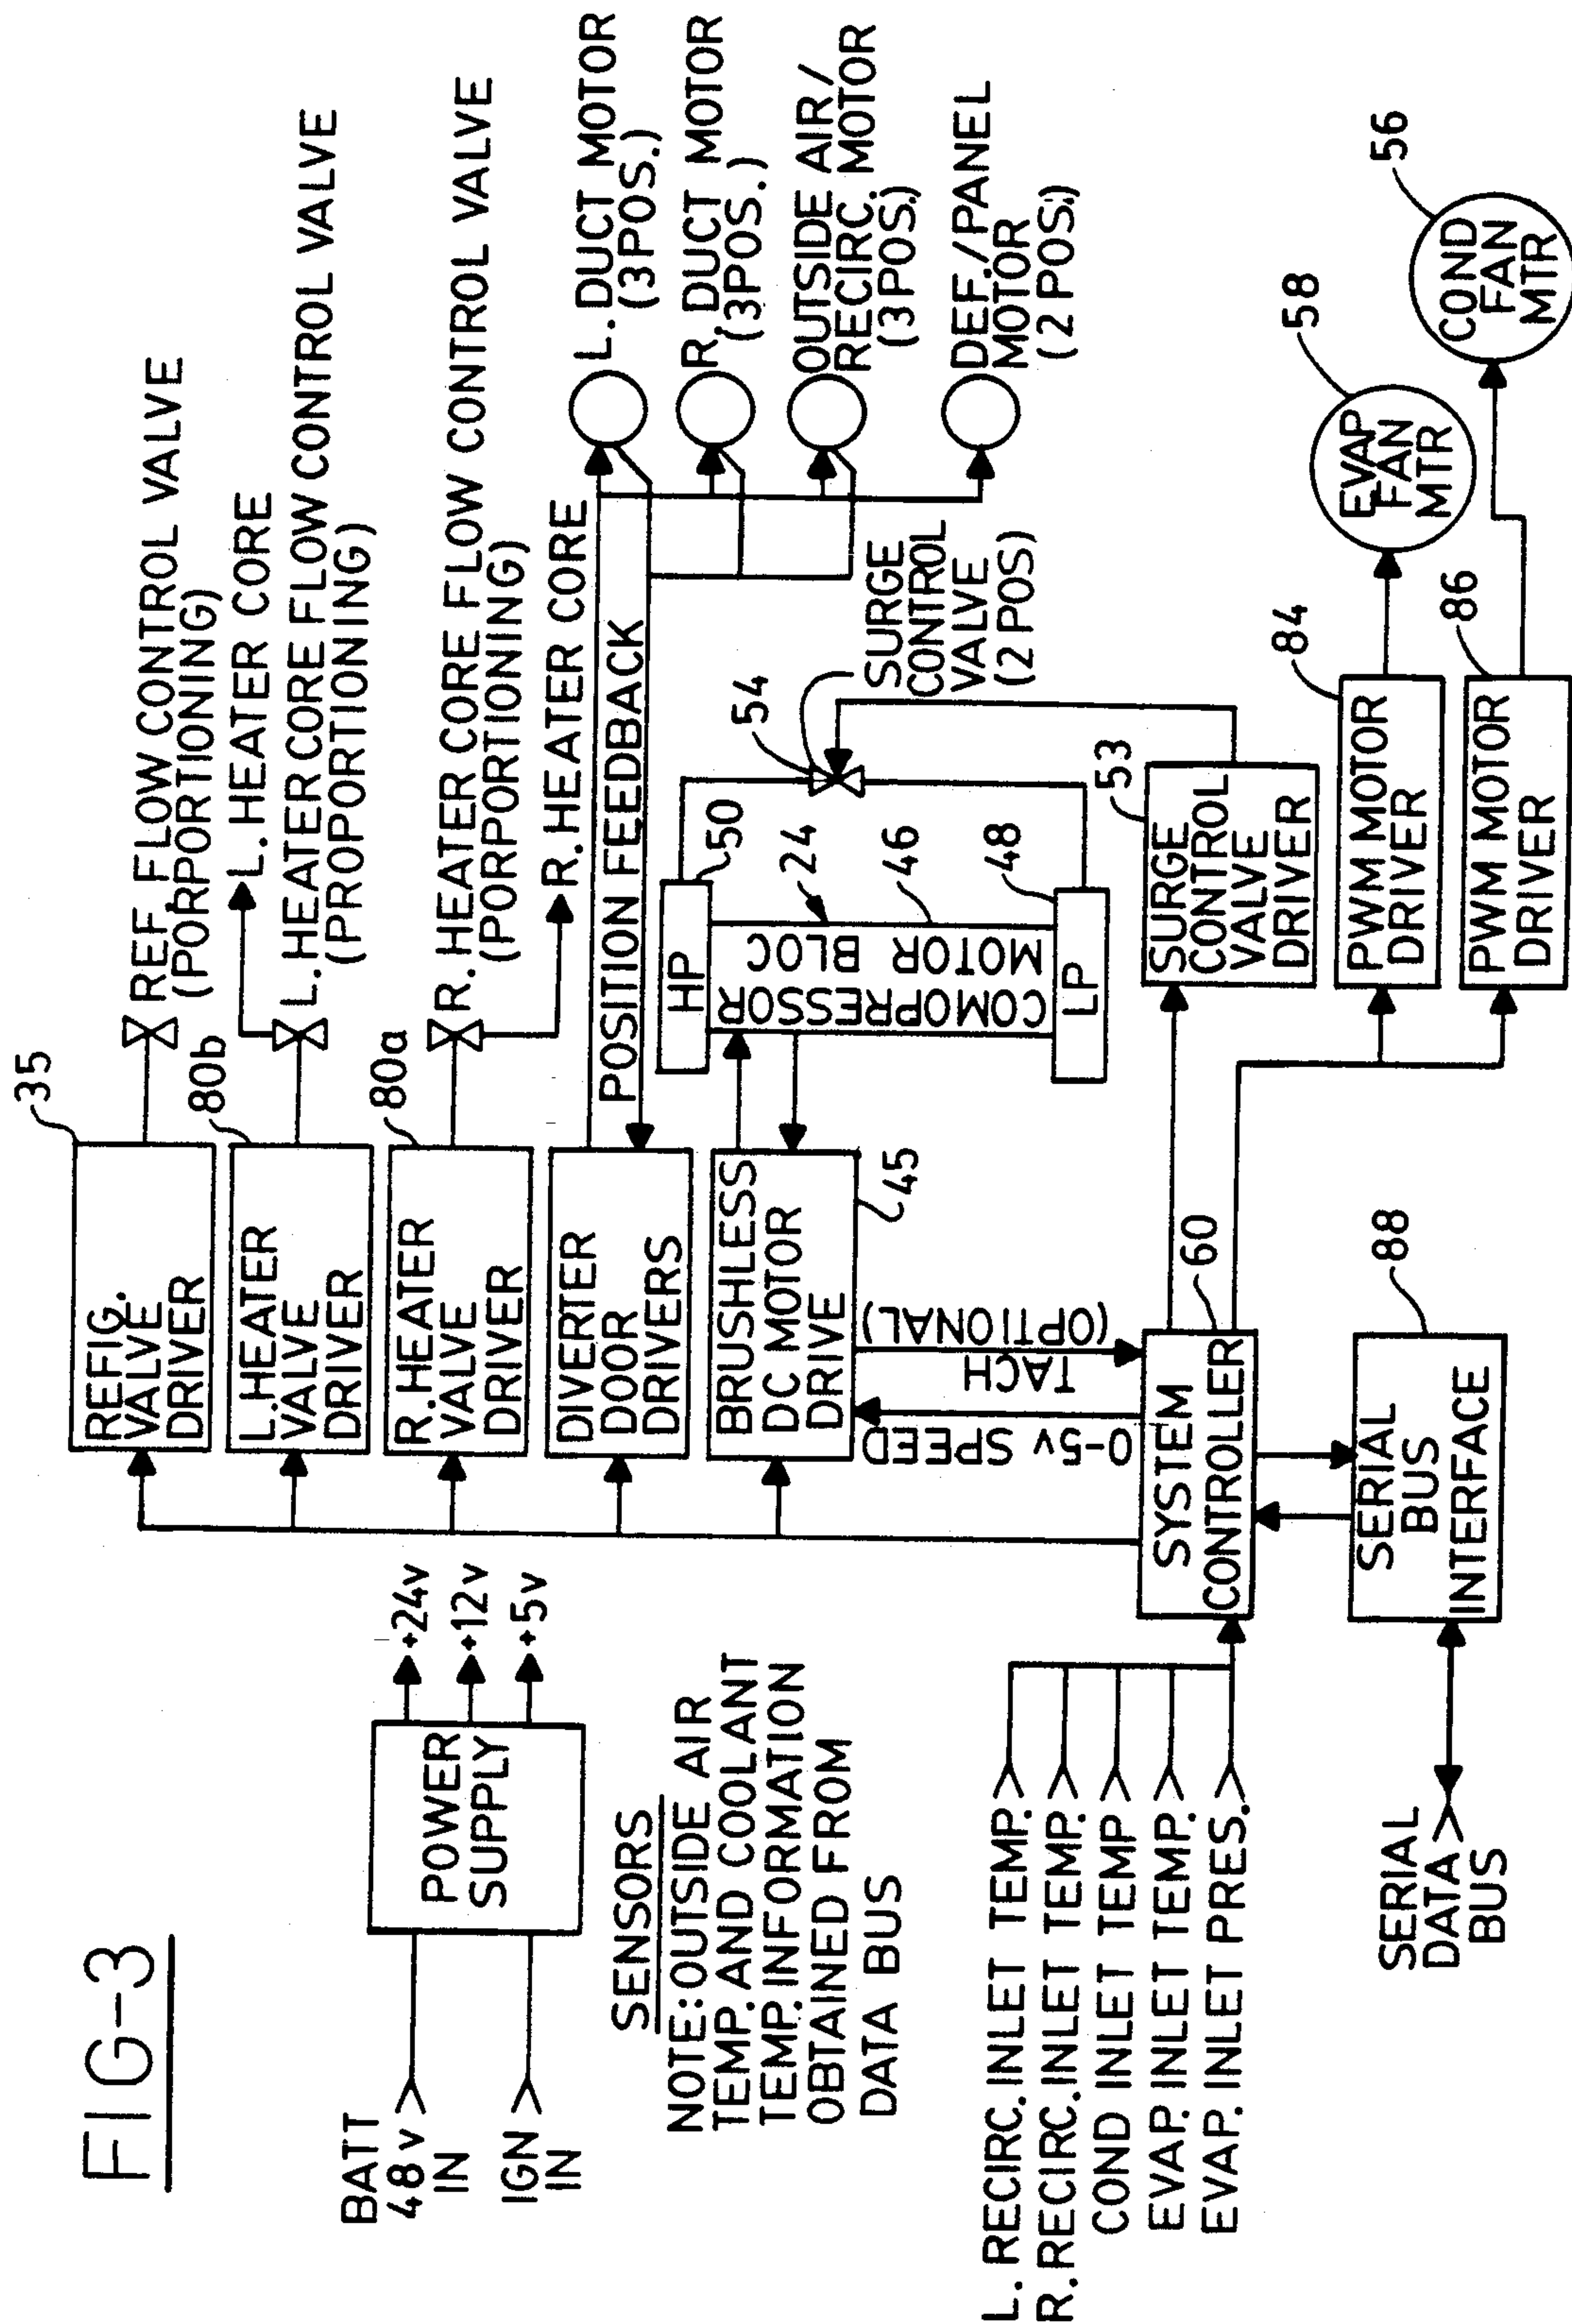 FIG-3
BATT
48v
IN
IGN
IN
POWER
SUPPLY
+24v
+12v
+5v
SENSORS
NOTE:OUTSIDE AIR
TEMP. AND COOLANT
TEMP. INFORMATION
OBTAINED FROM
DATA BUS
L. RECIRC. INLET TEMP.
R. RECIRC. INLET TEMP.
COND INLET TEMP
EVAP. INLET TEMP.
EVAP. INLET PRES.
SERIAL
DATA
BUS
35
REFIG.
VALVE
DRIVER
REF. FLOW CONTROL VALVE
(PORPORTIONING)
80b
L. HEATER
VALVE
DRIVER
L. HEATER CORE
L. HEATER CORE FLOW CONTROL VALVE
(PROPORTIONING)
80a
R. HEATER
VALVE
DRIVER
R. HEATER CORE FLOW CONTROL VALVE
(PORPORTIONING)
R. HEATER CORE
DIVERTER
DOOR
DRIVERS
POSITION FEEDBACK
L. DUCT MOTOR
(3POS.)
R. DUCT MOTOR
(3POS.)
OUTSIDE AIR/
RECIRC. MOTOR
(3POS.)
DEF./PANEL
MOTOR
(2 POS.)
BRUSHLESS
DC MOTOR
DRIVE
45
0-5v SPEED
TACH
(OPTIONAL)
HP
50
COMOPRESSOR
MOTOR BLOC
24
46
48
LP
54
SURGE
CONTROL
VALVE
(2 POS)
SYSTEM
CONTROLLER
60
SERIAL
BUS
INTERFACE
88
SURGE
CONTROL
VALVE
DRIVER
53
PWM MOTOR
DRIVER
84
PWM MOTOR
DRIVER
86
EVAP
FAN
MTR
58
COND
FAN
MTR
56